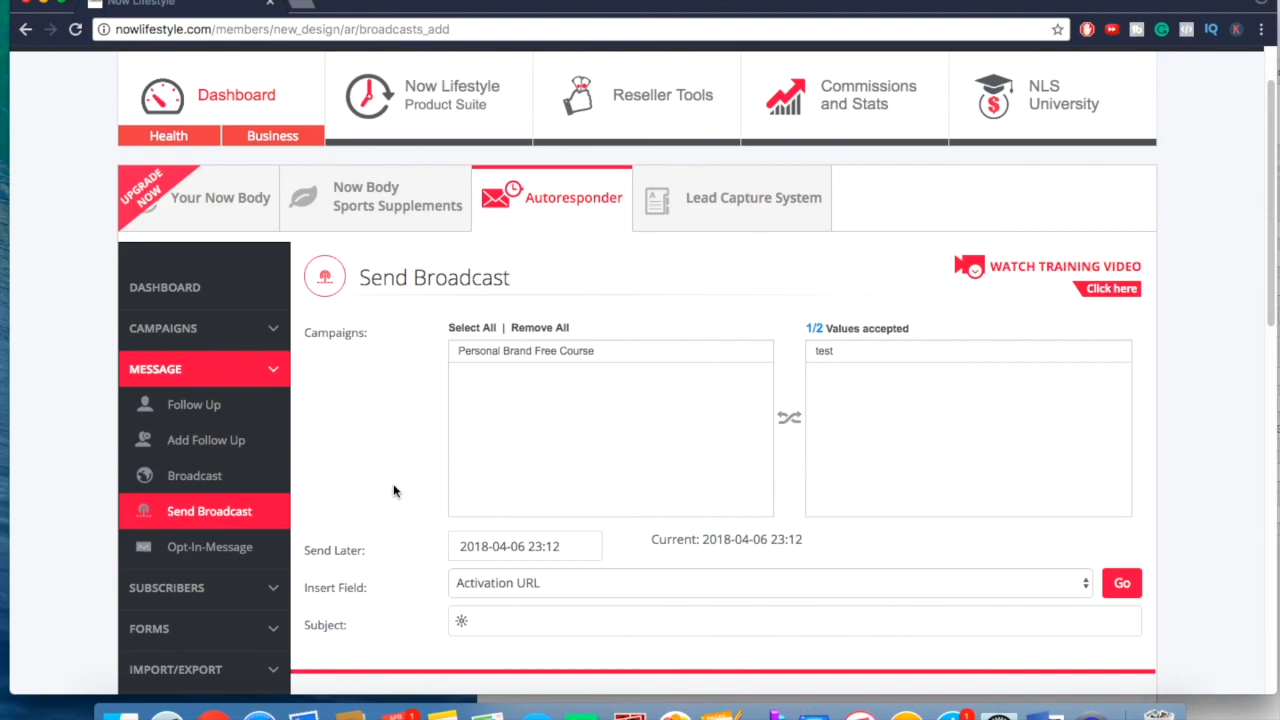 Now Lifestyle
nowlifestyle.com/members/new_design/ar/broadcasts_add
IQ
K
Dashboard
Health
Business
Now Lifestyle
Product Suite
Reseller Tools
Commissions
and Stats
NLS
University
UPGRADE
NOW
Your Now Body
Now Body
Sports Supplements
Autoresponder
Lead Capture System
DASHBOARD
CAMPAIGNS
MESSAGE
Follow Up
Add Follow Up
Broadcast
Send Broadcast
Opt-In-Message
SUBSCRIBERS
FORMS
IMPORT/EXPORT
Send Broadcast
WATCH TRAINING VIDEO
Click here
Campaigns:
Select All | Remove All
1/2 Values accepted
Personal Brand Free Course
test
Send Later:
2018-04-06 23:12
Current: 2018-04-06 23:12
Insert Field:
Activation URL
Go
Subject:
APR
1
1